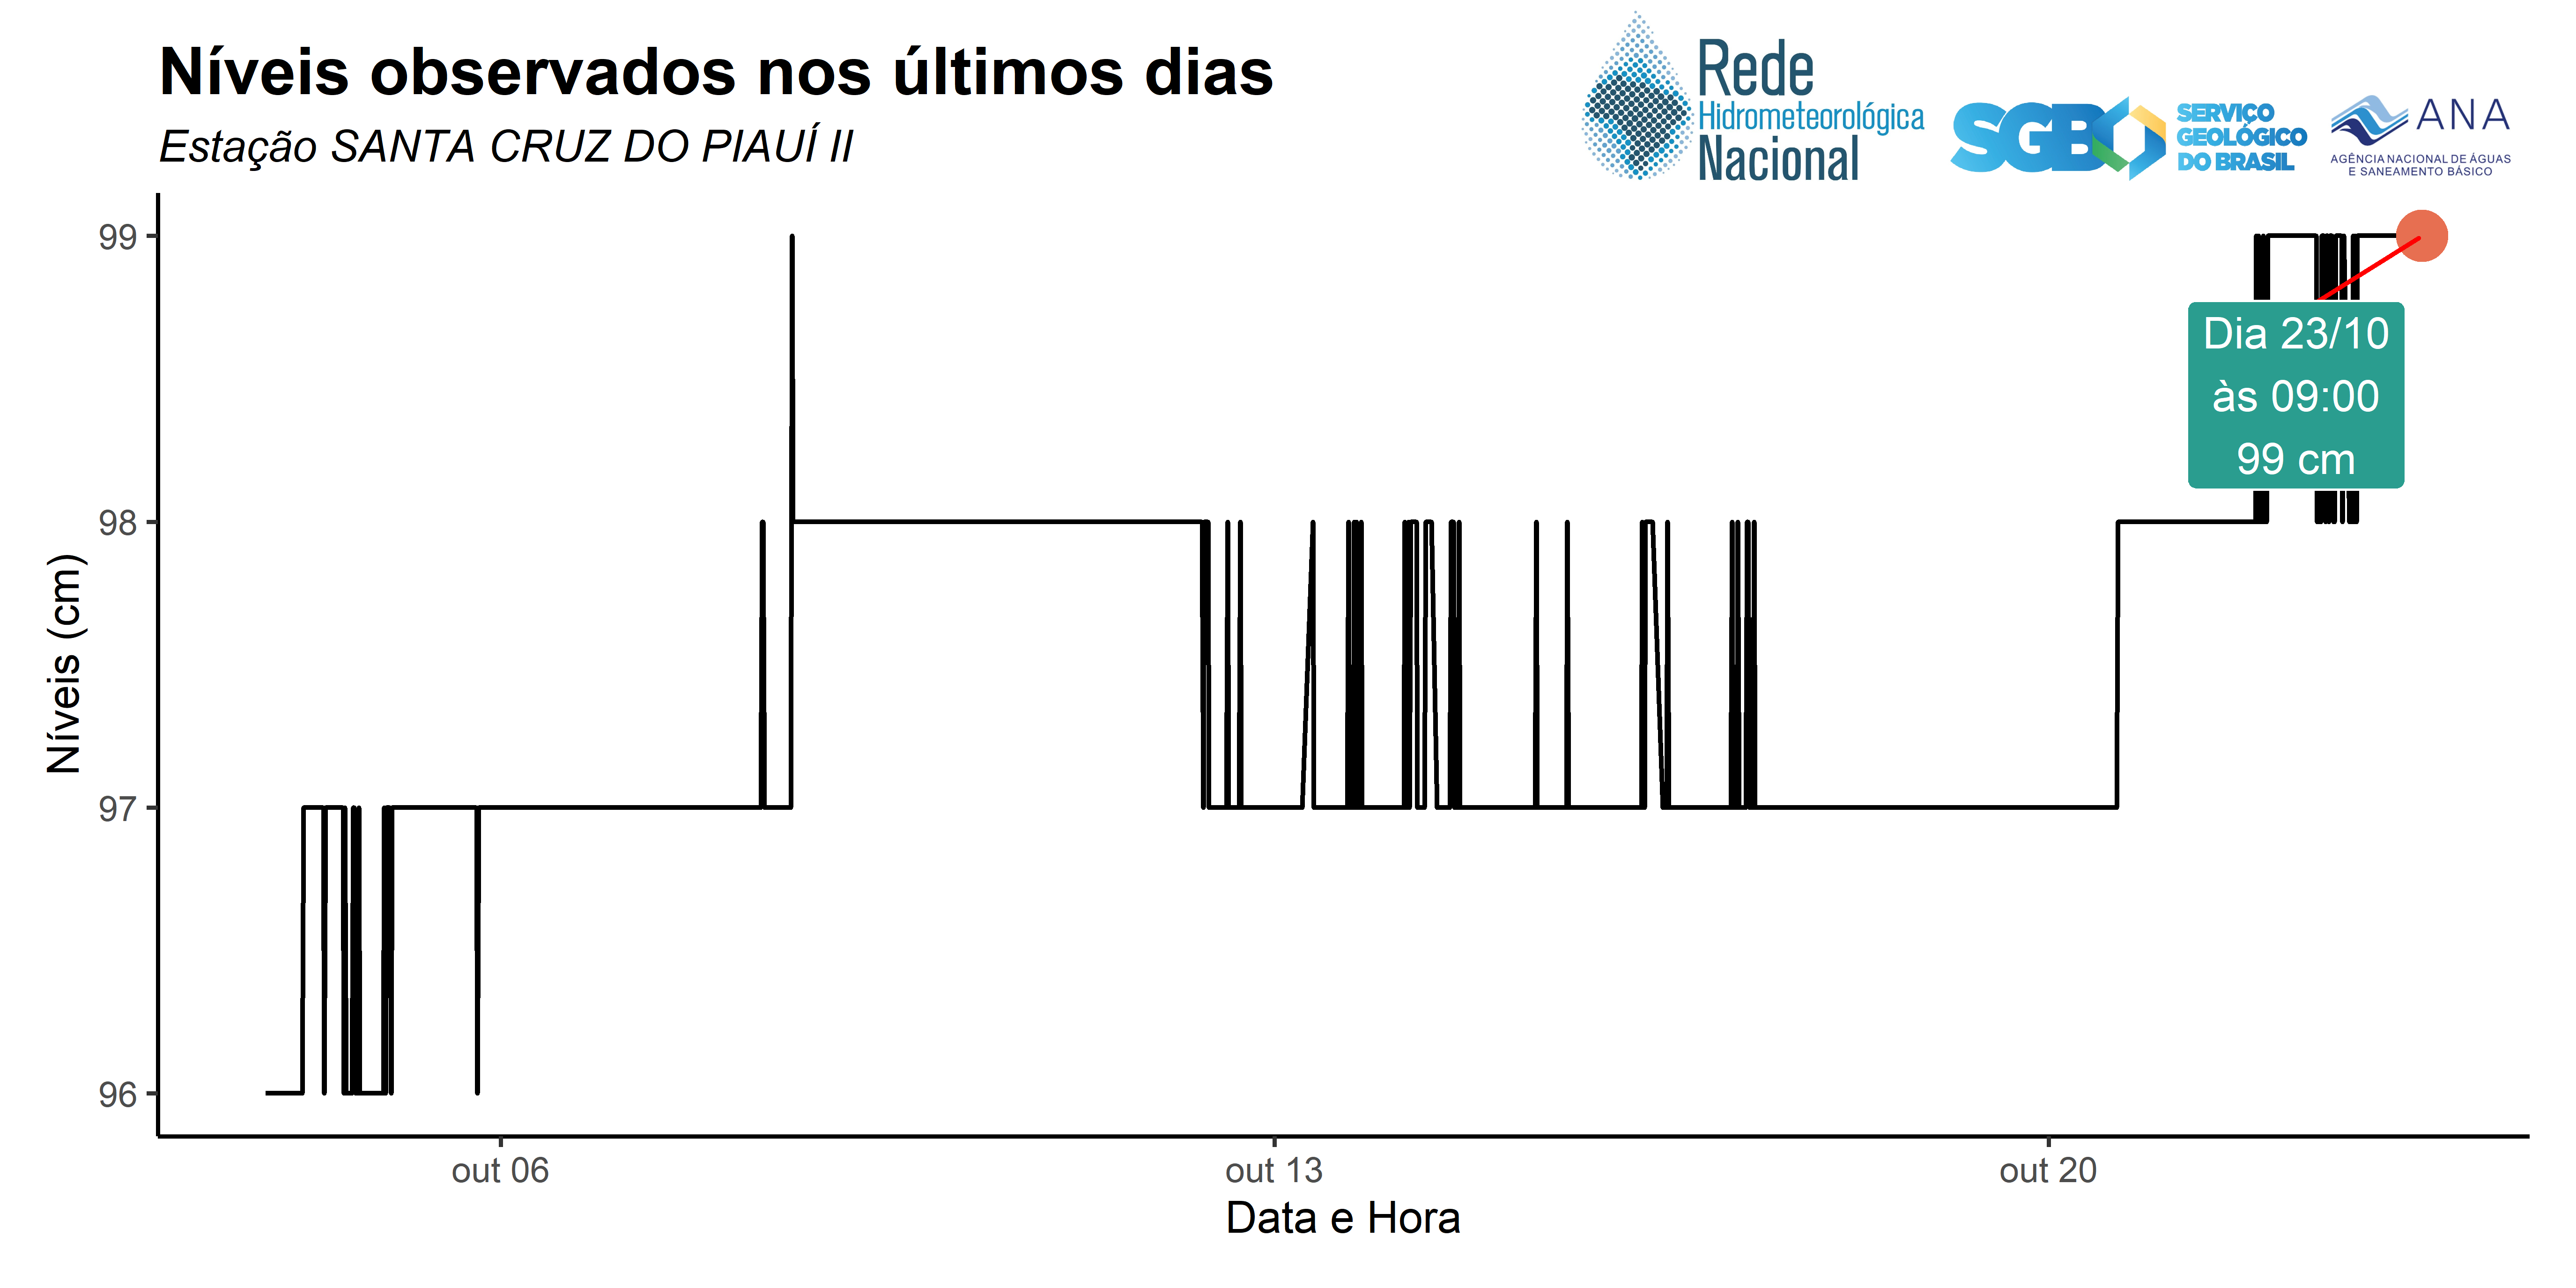 Níveis observados nos últimos dias
Estação SANTA CRUZ DO PIAUÍ II
Rede
Hidrometeorológica
Nacional
SGB
SERVIÇO
GEOLÓGICO
DO BRASIL
ANA
AGÊNCIA NACIONAL DE ÁGUAS
E SANEAMENTO BÁSICO
99
98
97
96
Níveis (cm)
Dia 23/10
às 09:00
99 cm
out 06
out 13
out 20
Data e Hora